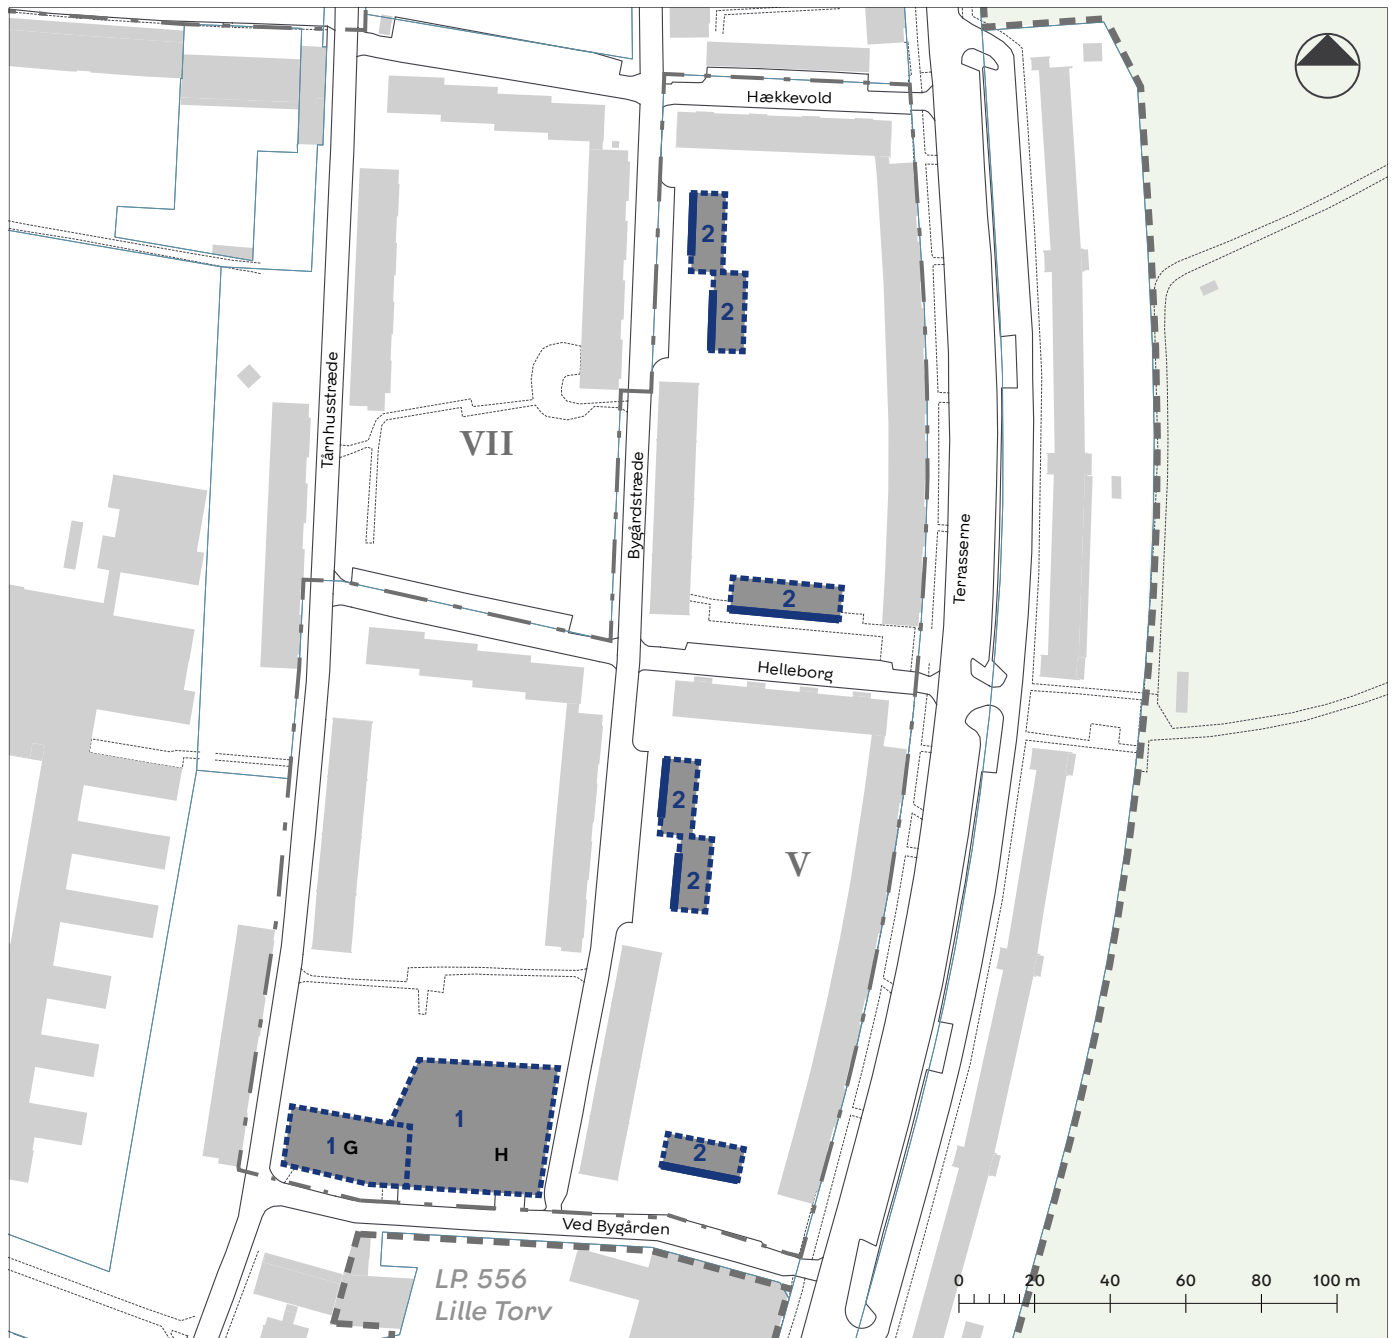 Hækkevold
2
2
Tårnhusstræde
VII
Bygårdstræde
Terrasserne
2
Helleborg
2
V
2
1
1 G
H
2
Ved Bygården
LP. 556
Lille Torv
0 20 40 60 80 100 m